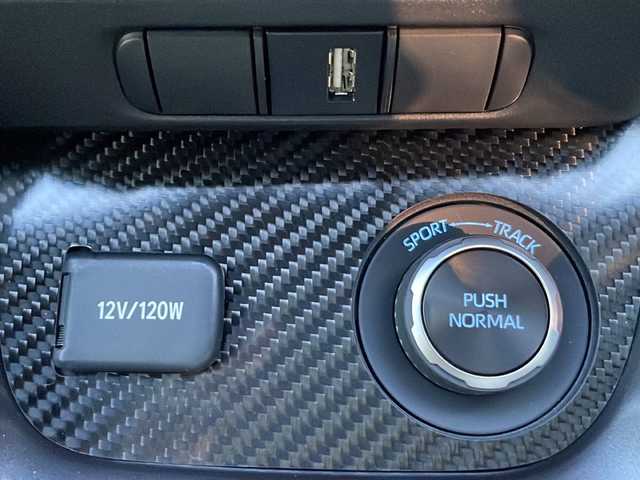 SPORT TRACK
12V/120W
PUSH
NORMAL